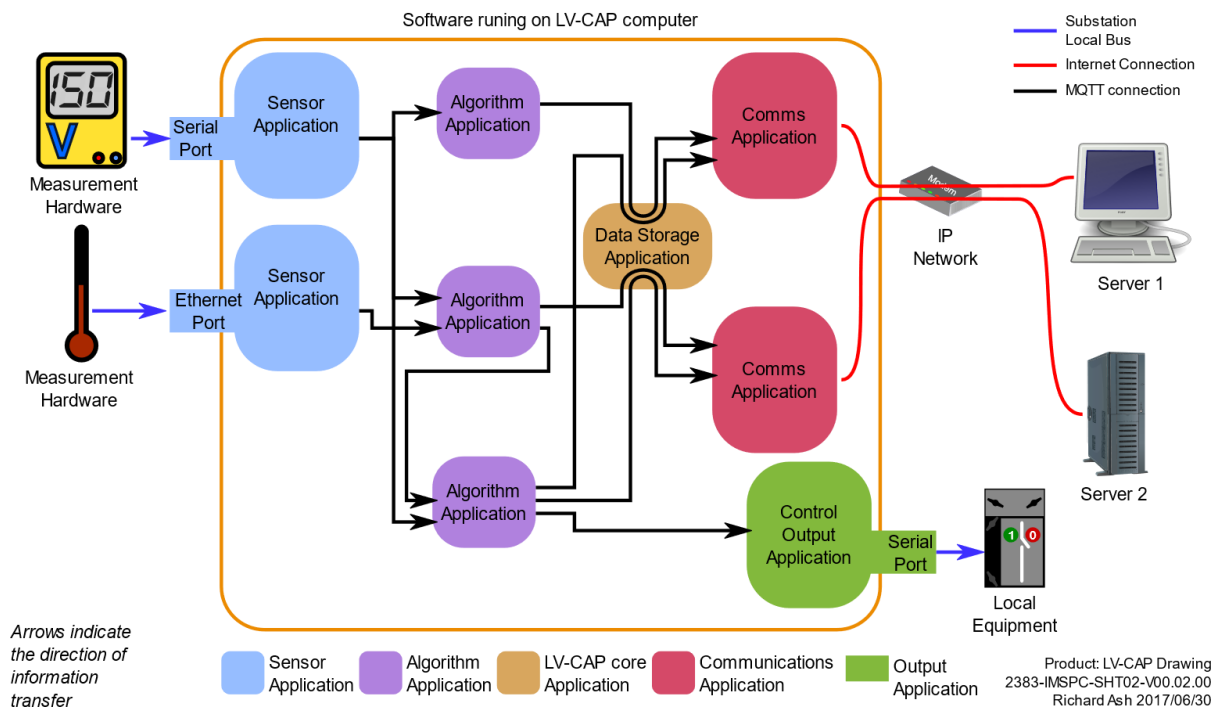 Software runing on LV-CAP computer
Substation
Local Bus
Internet Connection
MQTT connection
150
V
Measurement
Hardware
Serial
Port
Sensor
Application
Algorithm
Application
Comms
Application
Modem
IP
Network
Server 1
Data Storage
Application
Measurement
Hardware
Ethernet
Port
Sensor
Application
Algorithm
Application
Comms
Application
Server 2
Algorithm
Application
Control
Output
Application
Serial
Port
1 0
Local
Equipment
Arrows indicate
the direction of
information
transfer
Sensor
Application
Algorithm
Application
LV-CAP core
Application
Communications
Application
Output
Application
Product: LV-CAP Drawing
2383-IMSPC-SHT02-V00.02.00
Richard Ash 2017/06/30